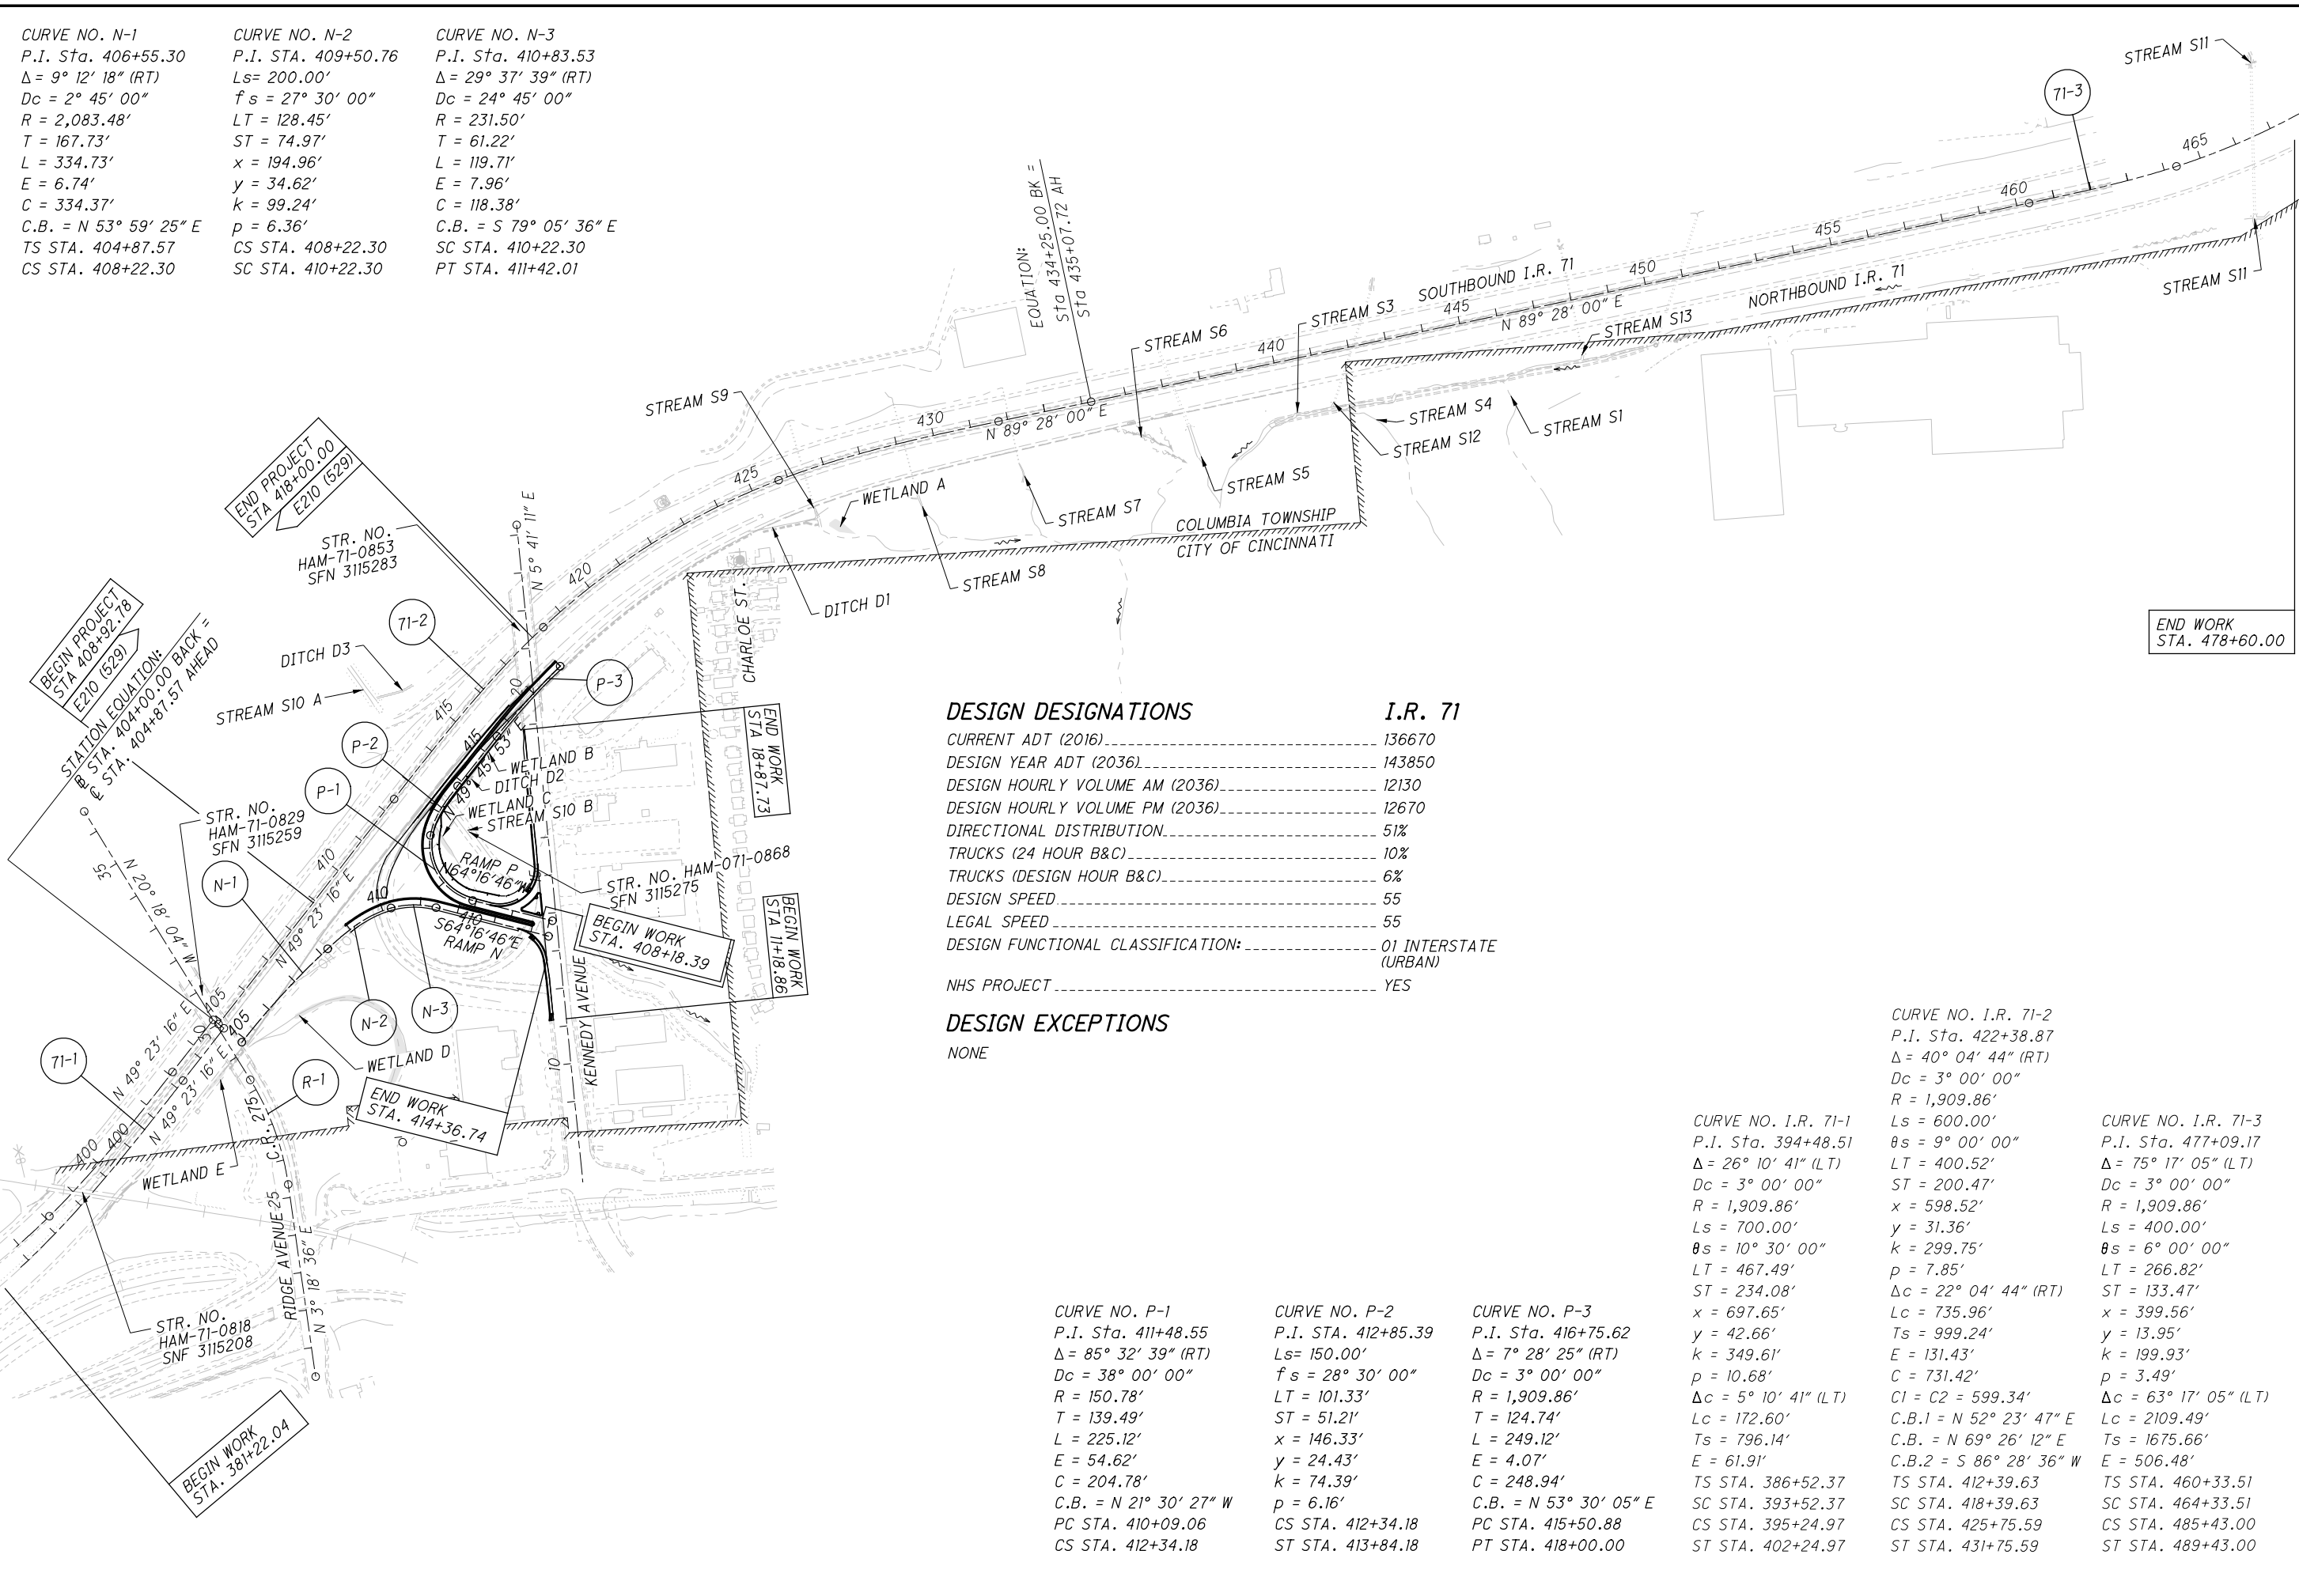 CURVE NO. N-1
P.I. Sta. 406+55.30
Δ = 9° 12' 18" (RT)
Dc = 2° 45' 00"
R = 2,083.48'
T = 167.73'
L = 334.73'
E = 6.74'
C = 334.37'
C.B. = N 53° 59' 25" E
TS STA. 404+87.57
CS STA. 408+22.30
CURVE NO. N-2
P.I. STA. 409+50.76
Ls= 200.00'
fs = 27° 30' 00"
LT = 128.45'
ST = 74.97'
x = 194.96'
y = 34.62'
k = 99.24'
p = 6.36'
CS STA. 408+22.30
SC STA. 410+22.30
CURVE NO. N-3
P.I. Sta. 410+83.53
Δ = 29° 37' 39" (RT)
Dc = 24° 45' 00"
R = 231.50'
T = 61.22'
L = 119.71'
E = 7.96'
C = 118.38'
C.B. = S 79° 05' 36" E
SC STA. 410+22.30
PT STA. 411+42.01
STREAM S11
71-3
465
460
455
450
445
440
430
425
420
415
410
405
400
EQUATION:
Sta 434+25.00 BK =
Sta 435+07.72 AH
SOUTHBOUND I.R. 71
NORTHBOUND I.R. 71
N 89° 28' 00" E
N 89° 28' 00" E
STREAM S11
STREAM S3
STREAM S6
STREAM S13
STREAM S9
STREAM S4
STREAM S12
STREAM S1
STREAM S5
STREAM S7
STREAM S8
WETLAND A
COLUMBIA TOWNSHIP
CITY OF CINCINNATI
DITCH D1
CHARLOE ST.
END PROJECT
STA 418+00.00
E210 (529)
STR. NO.
HAM-71-0853
SFN 3115283
N 5° 41' 11" E
71-2
BEGIN PROJECT
STA 408+92.78
E210 (529)
STATION EQUATION:
B STA. 404+00.00 BACK =
C STA. 404+87.57 AHEAD
DITCH D3
STREAM S10 A
P-3
P-2
P-1
20
415
N 49° 45' 53" E
WETLAND B
DITCH D2
WETLAND C
STREAM S10 B
END WORK
STA 18+87.73
END WORK
STA. 478+60.00
STR. NO.
HAM-71-0829
SFN 3115259
RAMP P
N64°16'46"W
STR. NO. HAM-071-0868
SFN 3115275
35
N 20° 18' 04" W
N-1
N 49° 23' 16" E
410
410
S64°16'46"E
RAMP N
BEGIN WORK
STA. 408+18.39
BEGIN WORK
STA 11+18.86
N-2
N-3
KENNEDY AVENUE
10
30
405
N 49° 23' 16" E
N 49° 23' 16" E
71-1
WETLAND D
R-1
END WORK
STA. 414+36.74
400
WETLAND E
C.R. 275
25
RIDGE AVENUE
N 3° 18' 36" E
STR. NO.
HAM-71-0818
SNF 3115208
BEGIN WORK
STA. 381+22.04
DESIGN DESIGNATIONS I.R. 71
CURRENT ADT (2016) 136670
DESIGN YEAR ADT (2036) 143850
DESIGN HOURLY VOLUME AM (2036) 12130
DESIGN HOURLY VOLUME PM (2036) 12670
DIRECTIONAL DISTRIBUTION 51%
TRUCKS (24 HOUR B&C) 10%
TRUCKS (DESIGN HOUR B&C) 6%
DESIGN SPEED 55
LEGAL SPEED 55
DESIGN FUNCTIONAL CLASSIFICATION: 01 INTERSTATE
(URBAN)
NHS PROJECT YES
DESIGN EXCEPTIONS
NONE
CURVE NO. P-1
P.I. Sta. 411+48.55
Δ = 85° 32' 39" (RT)
Dc = 38° 00' 00"
R = 150.78'
T = 139.49'
L = 225.12'
E = 54.62'
C = 204.78'
C.B. = N 21° 30' 27" W
PC STA. 410+09.06
CS STA. 412+34.18
CURVE NO. P-2
P.I. STA. 412+85.39
Ls= 150.00'
fs = 28° 30' 00"
LT = 101.33'
ST = 51.21'
x = 146.33'
y = 24.43'
k = 74.39'
p = 6.16'
CS STA. 412+34.18
ST STA. 413+84.18
CURVE NO. P-3
P.I. Sta. 416+75.62
Δ = 7° 28' 25" (RT)
Dc = 3° 00' 00"
R = 1,909.86'
T = 124.74'
L = 249.12'
E = 4.07'
C = 248.94'
C.B. = N 53° 30' 05" E
PC STA. 415+50.88
PT STA. 418+00.00
CURVE NO. I.R. 71-1
P.I. Sta. 394+48.51
Δ = 26° 10' 41" (LT)
Dc = 3° 00' 00"
R = 1,909.86'
Ls = 700.00'
θs = 10° 30' 00"
LT = 467.49'
ST = 234.08'
x = 697.65'
y = 42.66'
k = 349.61'
p = 10.68'
Δc = 5° 10' 41" (LT)
Lc = 172.60'
Ts = 796.14'
E = 61.91'
TS STA. 386+52.37
SC STA. 393+52.37
CS STA. 395+24.97
ST STA. 402+24.97
CURVE NO. I.R. 71-2
P.I. Sta. 422+38.87
Δ = 40° 04' 44" (RT)
Dc = 3° 00' 00"
R = 1,909.86'
Ls = 600.00'
θs = 9° 00' 00"
LT = 400.52'
ST = 200.47'
x = 598.52'
y = 31.36'
k = 299.75'
p = 7.85'
Δc = 22° 04' 44" (RT)
Lc = 735.96'
Ts = 999.24'
E = 131.43'
C = 731.42'
C1 = C2 = 599.34'
C.B.1 = N 52° 23' 47" E
C.B. = N 69° 26' 12" E
C.B.2 = S 86° 28' 36" W
TS STA. 412+39.63
SC STA. 418+39.63
CS STA. 425+75.59
ST STA. 431+75.59
CURVE NO. I.R. 71-3
P.I. Sta. 477+09.17
Δ = 75° 17' 05" (LT)
Dc = 3° 00' 00"
R = 1,909.86'
Ls = 400.00'
θs = 6° 00' 00"
LT = 266.82'
ST = 133.47'
x = 399.56'
y = 13.95'
k = 199.93'
p = 3.49'
Δc = 63° 17' 05" (LT)
Lc = 2109.49'
Ts = 1675.66'
E = 506.48'
TS STA. 460+33.51
SC STA. 464+33.51
CS STA. 485+43.00
ST STA. 489+43.00